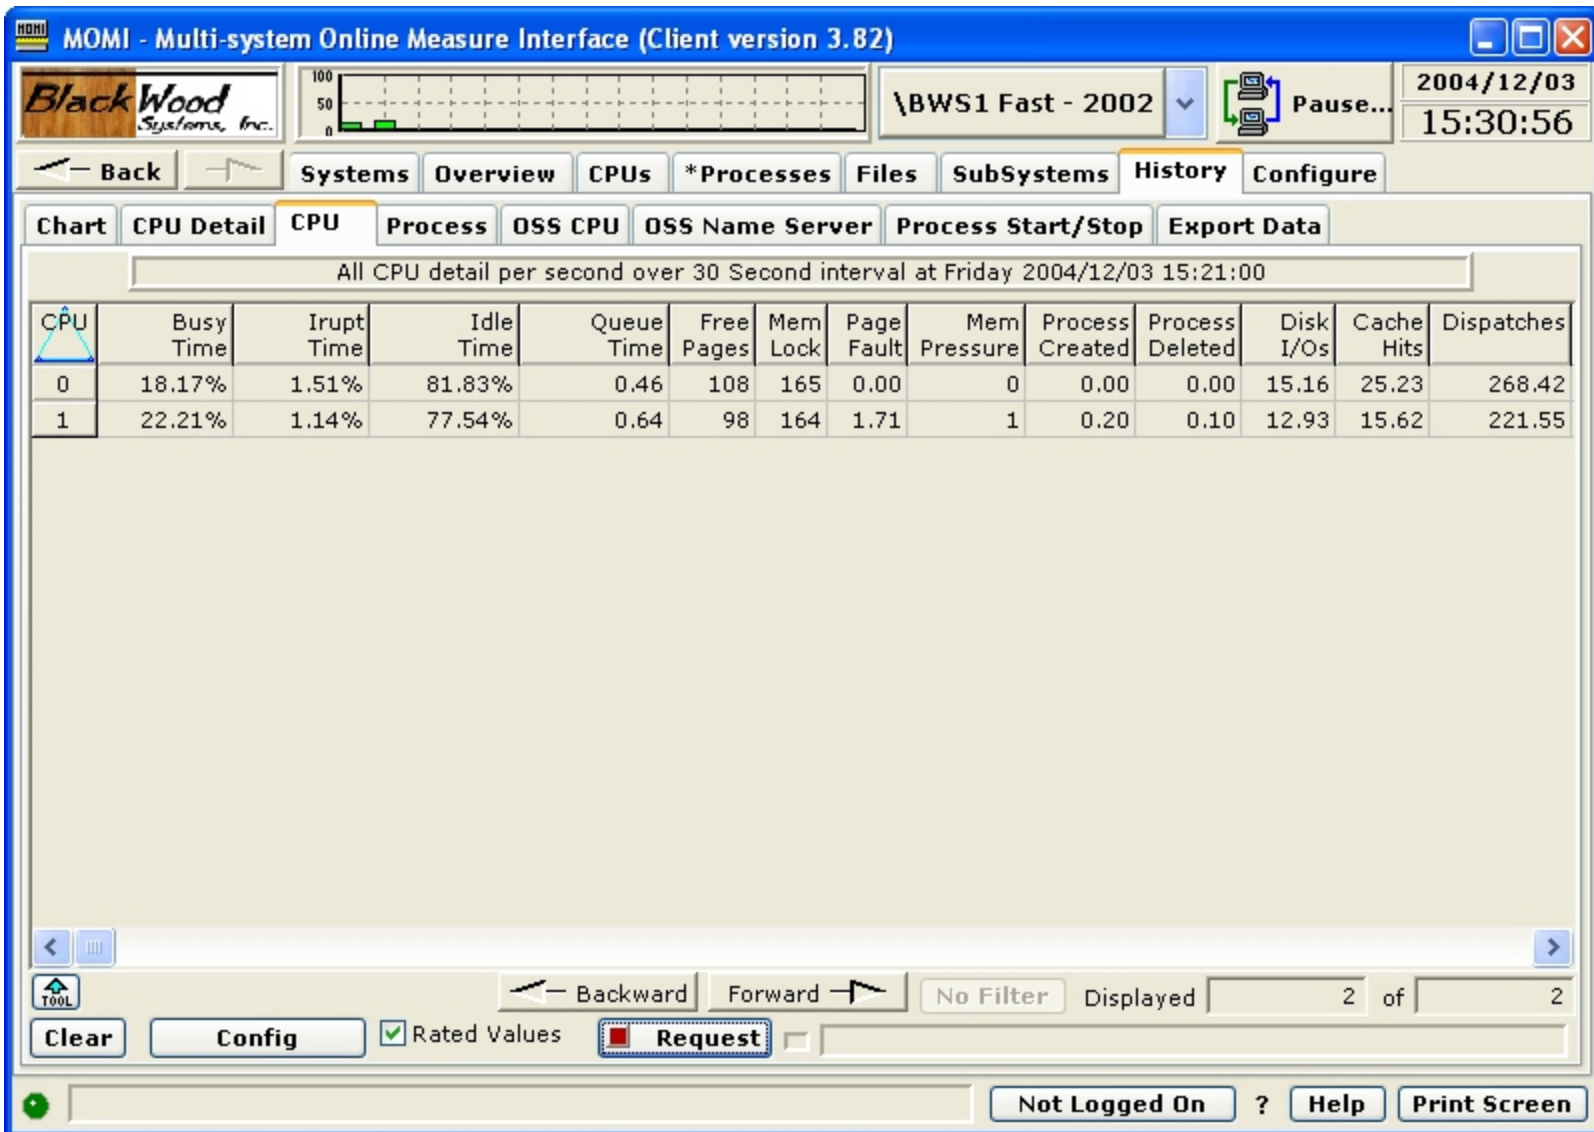 MOMI
MOMI - Multi-system Online Measure Interface (Client version 3.82)
BlackWood Systems, Inc.
100
50
0
\BWS1 Fast - 2002
Pause...
2004/12/03
15:30:56
Back
Systems Overview CPUs *Processes Files SubSystems History Configure
Chart CPU Detail CPU Process OSS CPU OSS Name Server Process Start/Stop Export Data
All CPU detail per second over 30 Second interval at Friday 2004/12/03 15:21:00
CPU Busy Time Irupt Time Idle Time Queue Time Free Pages Mem Lock Page Fault Mem Pressure Process Created Process Deleted Disk I/Os Cache Hits Dispatches
0 18.17% 1.51% 81.83% 0.46 108 165 0.00 0 0.00 0.00 15.16 25.23 268.42
1 22.21% 1.14% 77.54% 0.64 98 164 1.71 1 0.20 0.10 12.93 15.62 221.55
TOOL Backward Forward No Filter Displayed 2 of 2
Clear Config Rated Values Request
Not Logged On ? Help Print Screen